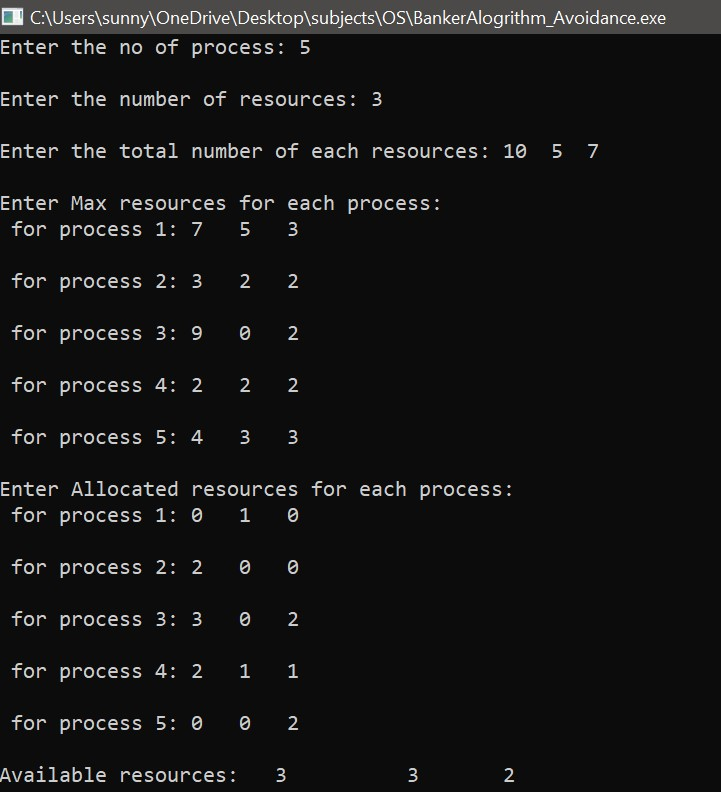 C:\Users\sunny\OneDrive\Desktop\subjects\OS\BankerAlogrithm_Avoidance.exe
Enter the no of process: 5
Enter the number of resources: 3
Enter the total number of each resources: 10  5  7
Enter Max resources for each process:
 for process 1: 7   5   3
 for process 2: 3   2   2
 for process 3: 9   0   2
 for process 4: 2   2   2
 for process 5: 4   3   3
Enter Allocated resources for each process:
 for process 1: 0   1   0
 for process 2: 2   0   0
 for process 3: 3   0   2
 for process 4: 2   1   1
 for process 5: 0   0   2
Available resources:   3          3       2